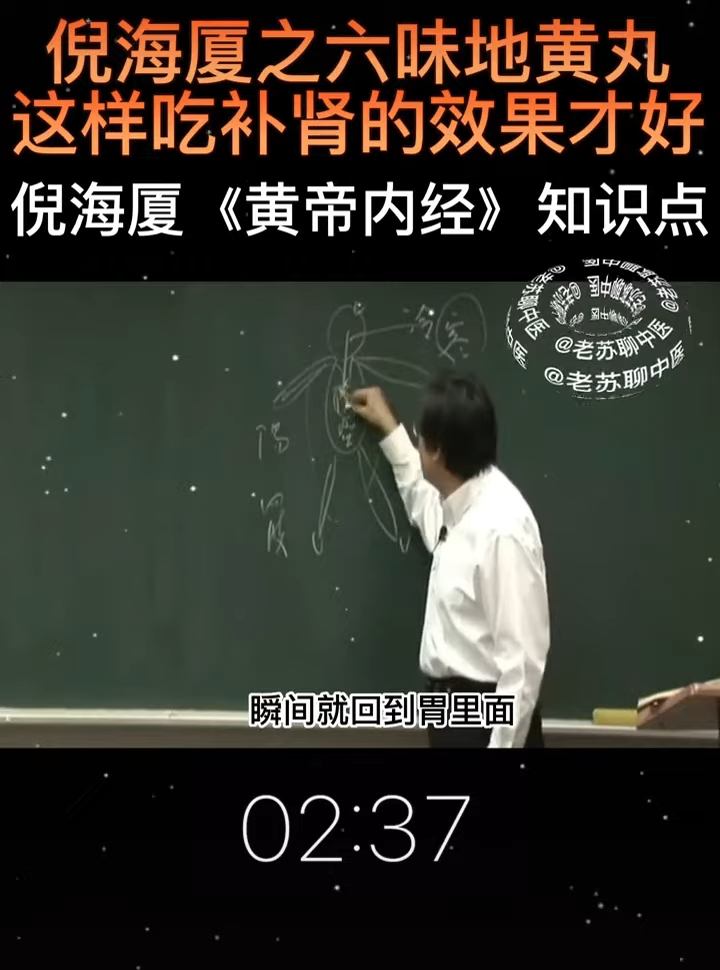 倪海厦之六味地黄丸
这样吃补肾的效果才好
倪海厦《黄帝内经》知识点
@老苏聊中医
@老苏聊中医
瞬间就回到胃里面
02:37